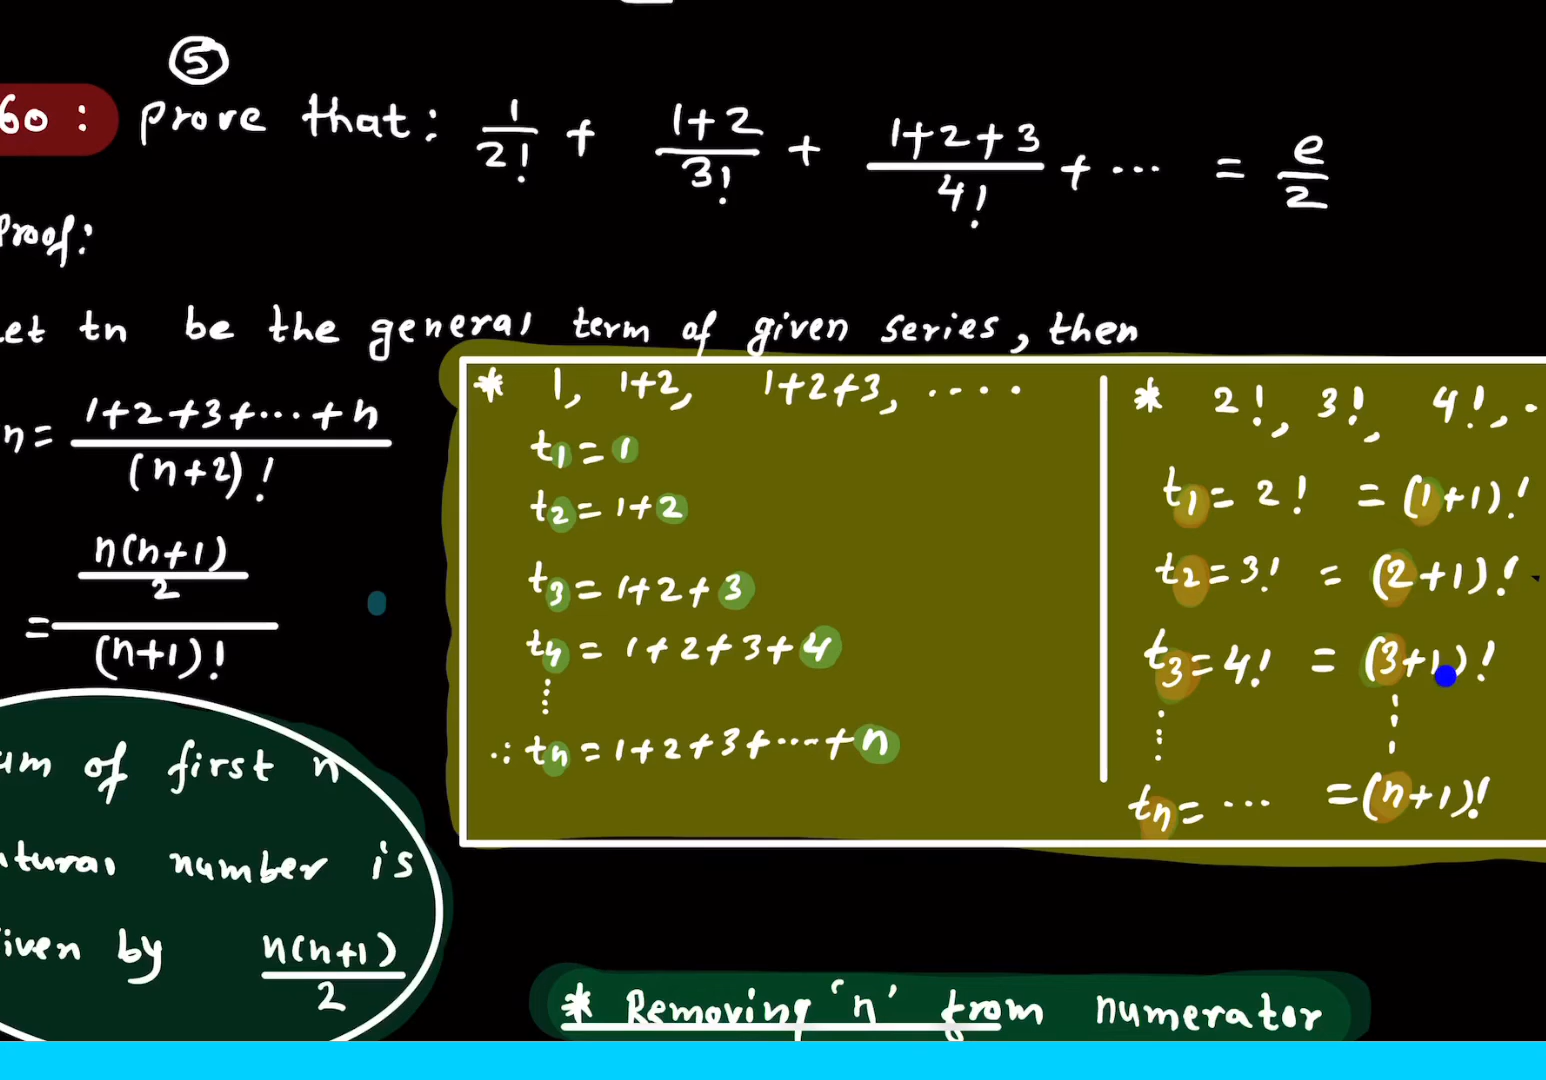 5
60 : prove that : 1/2! + 1+2/3! + 1+2+3/4! + ... = e/2
Proof:
et tn be the general term of given series, then
n = 1+2+3+...+n/(n+2)!
= n(n+1)/2/(n+1)!
um of first n
atural number is
iven by n(n+1)/2
* 1, 1+2, 1+2+3, ....
t1 = 1
t2 = 1+2
t3 = 1+2+3
t4 = 1+2+3+4
∴ tn = 1+2+3+...+n
* 2!, 3!, 4!, .
t1 = 2! = (1+1)!
t2 = 3! = (2+1)!
t3 = 4! = (3+1)!
tn = ... = (n+1)!
* Removing 'n' from numerator